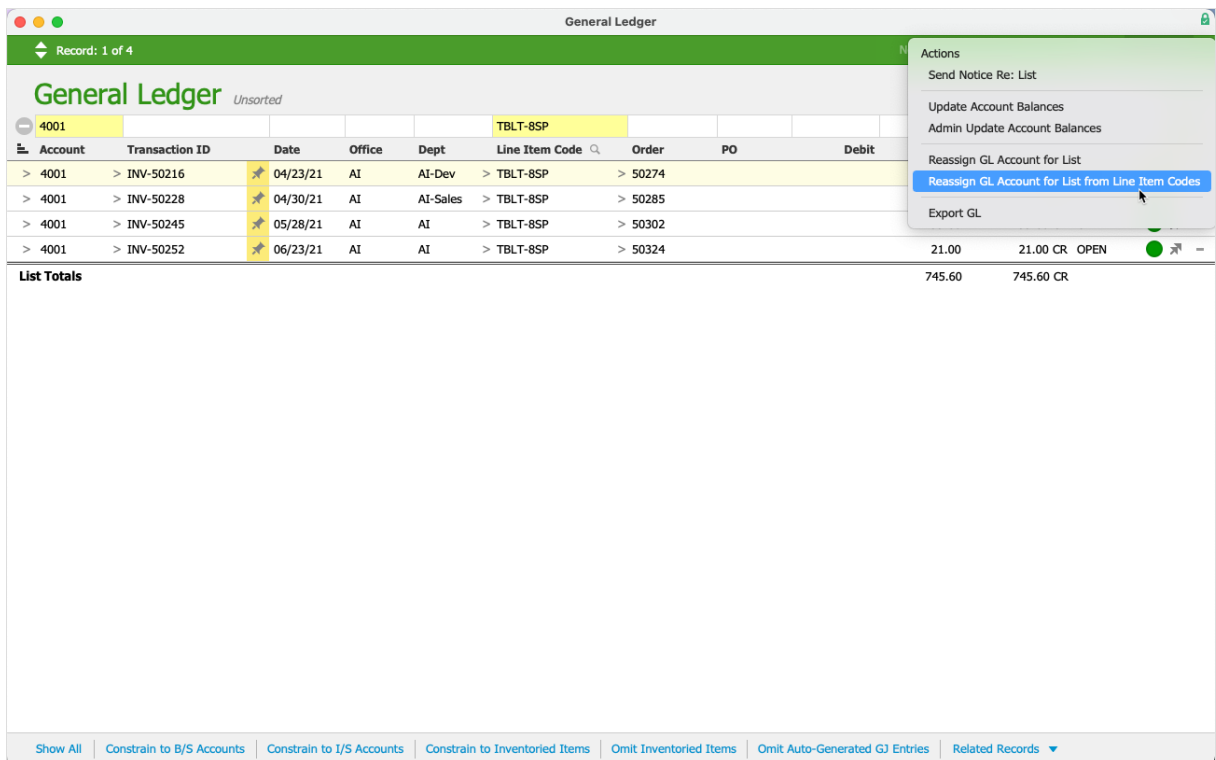 General Ledger
Record: 1 of 4
Actions
Send Notice Re: List
Update Account Balances
Admin Update Account Balances
Reassign GL Account for List
Reassign GL Account for List from Line Item Codes
Export GL
General Ledger Unsorted
4001 TBLT-8SP
Account Transaction ID Date Office Dept Line Item Code Order PO Debit
> 4001 > INV-50216 04/23/21 AI AI-Dev > TBLT-8SP > 50274
> 4001 > INV-50228 04/30/21 AI AI-Sales > TBLT-8SP > 50285
> 4001 > INV-50245 05/28/21 AI AI > TBLT-8SP > 50302
> 4001 > INV-50252 06/23/21 AI AI > TBLT-8SP > 50324 21.00 21.00 CR OPEN
List Totals 745.60 745.60 CR
Show All Constrain to B/S Accounts Constrain to I/S Accounts Constrain to Inventoried Items Omit Inventoried Items Omit Auto-Generated GJ Entries Related Records ▼